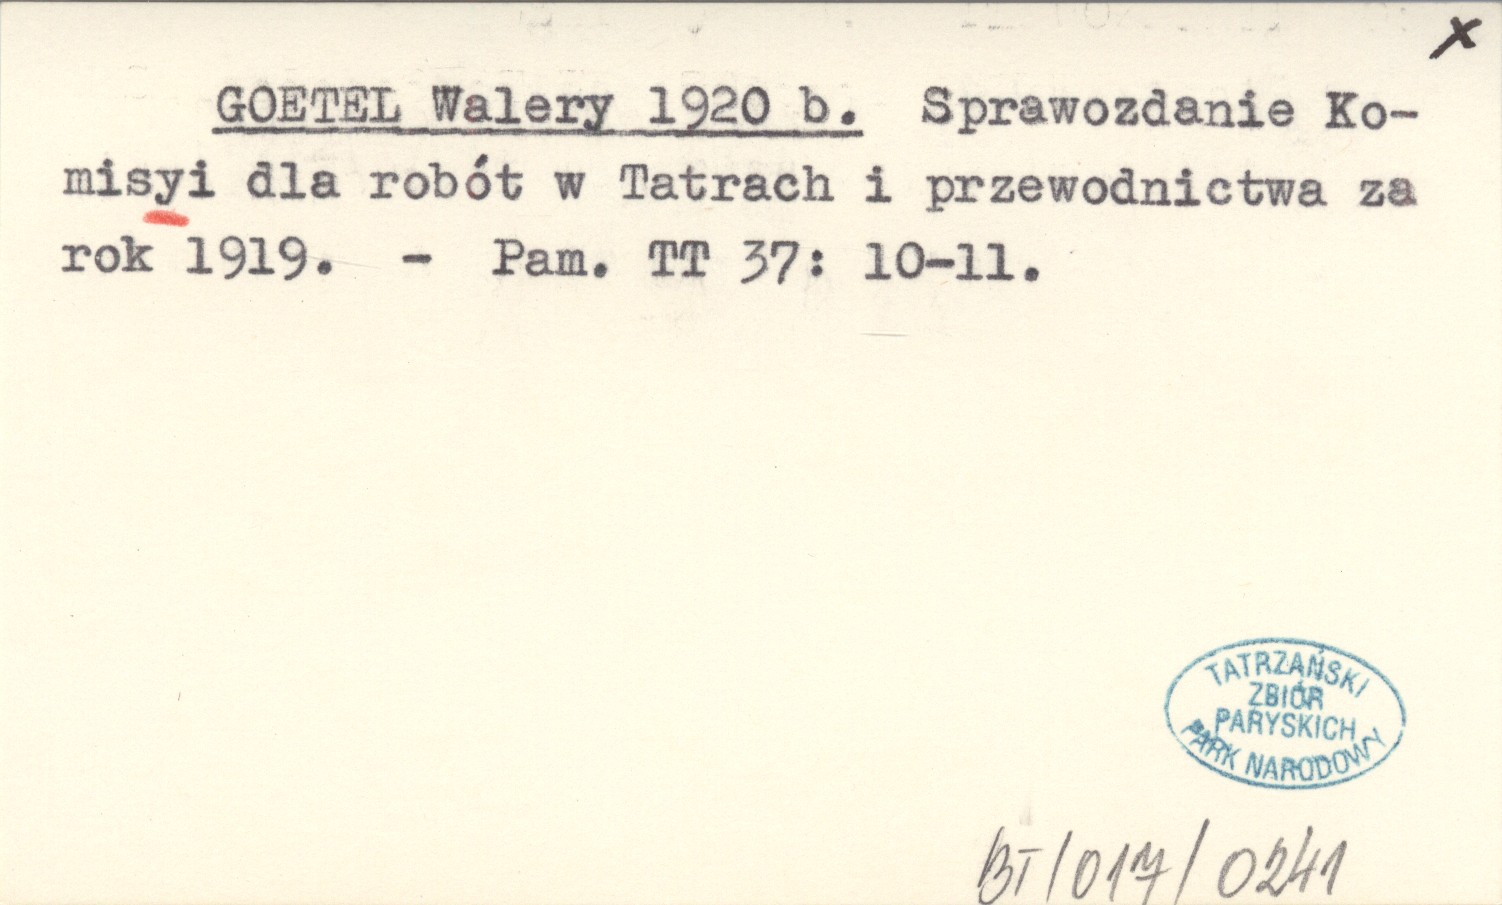 x
GOETEL Walery 1920 b. Sprawozdanie Ko-
misyi dla robót w Tatrach i przewodnictwa za
rok 1919. - Pam. TT 37: 10-11.
TATRZAŃSKI
ZBIÓR
PARYSKICH
PARK NARODOWY
BT/017/0241